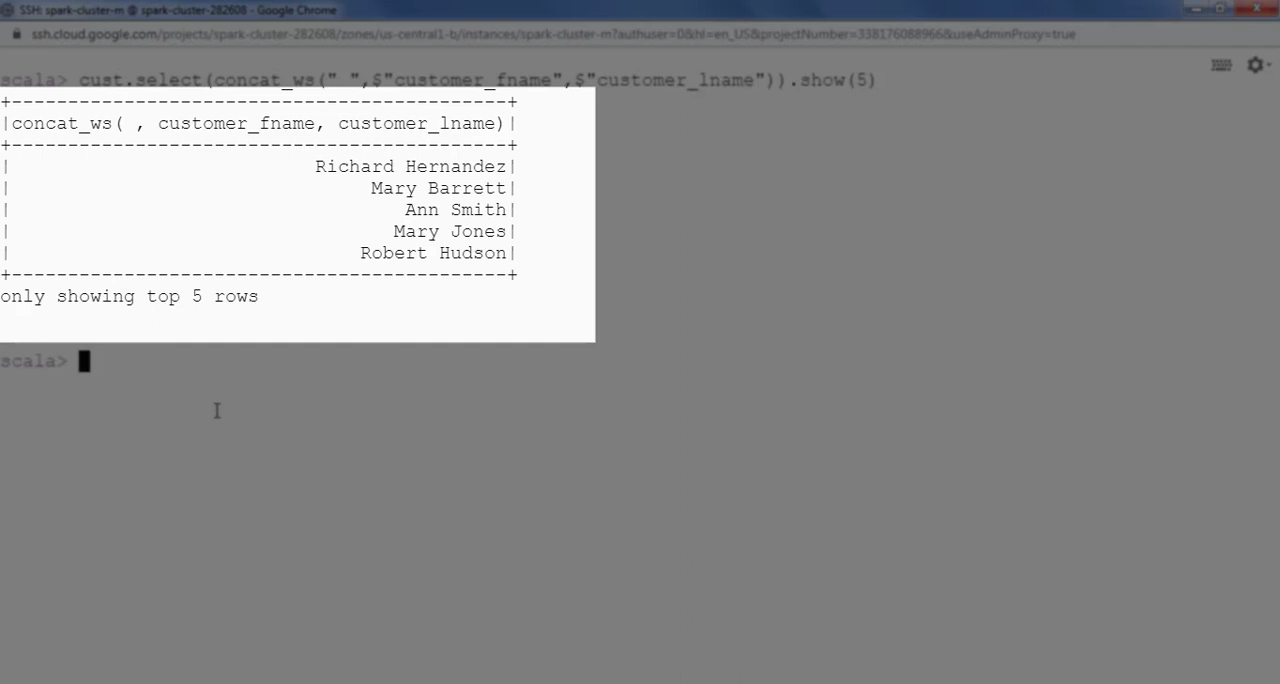 SSH: spark-cluster-m @ spark-cluster-282608 - Google Chrome
ssh.cloud.google.com/projects/spark-cluster-282608/zones/us-central1-b/instances/spark-cluster-m?authuser=0&hl=en_US&projectNumber=338176088966&useAdminProxy=true
scala> cust.select(concat_ws(" ",$"customer_fname",$"customer_lname")).show(5)
+--------------------------------------------+
|concat_ws( , customer_fname, customer_lname)|
+--------------------------------------------+
|                           Richard Hernandez|
|                                Mary Barrett|
|                                   Ann Smith|
|                                  Mary Jones|
|                               Robert Hudson|
+--------------------------------------------+
only showing top 5 rows
scala>